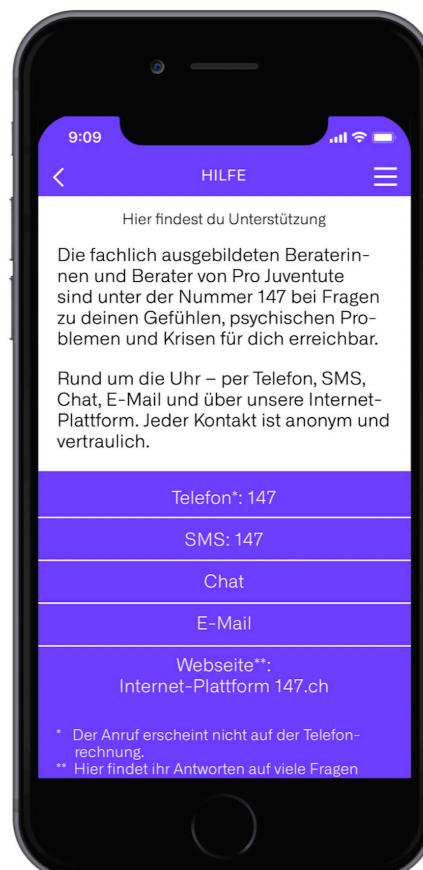 9:09
HILFE
Hier findest du Unterstützung
Die fachlich ausgebildeten Beraterin-
nen und Berater von Pro Juventute
sind unter der Nummer 147 bei Fragen
zu deinen Gefühlen, psychischen Pro-
blemen und Krisen für dich erreichbar.
Rund um die Uhr – per Telefon, SMS,
Chat, E-Mail und über unsere Internet-
Plattform. Jeder Kontakt ist anonym und
vertraulich.
Telefon*: 147
SMS: 147
Chat
E-Mail
Webseite**:
Internet-Plattform 147.ch
* Der Anruf erscheint nicht auf der Telefon-
rechnung.
** Hier findet ihr Antworten auf viele Fragen